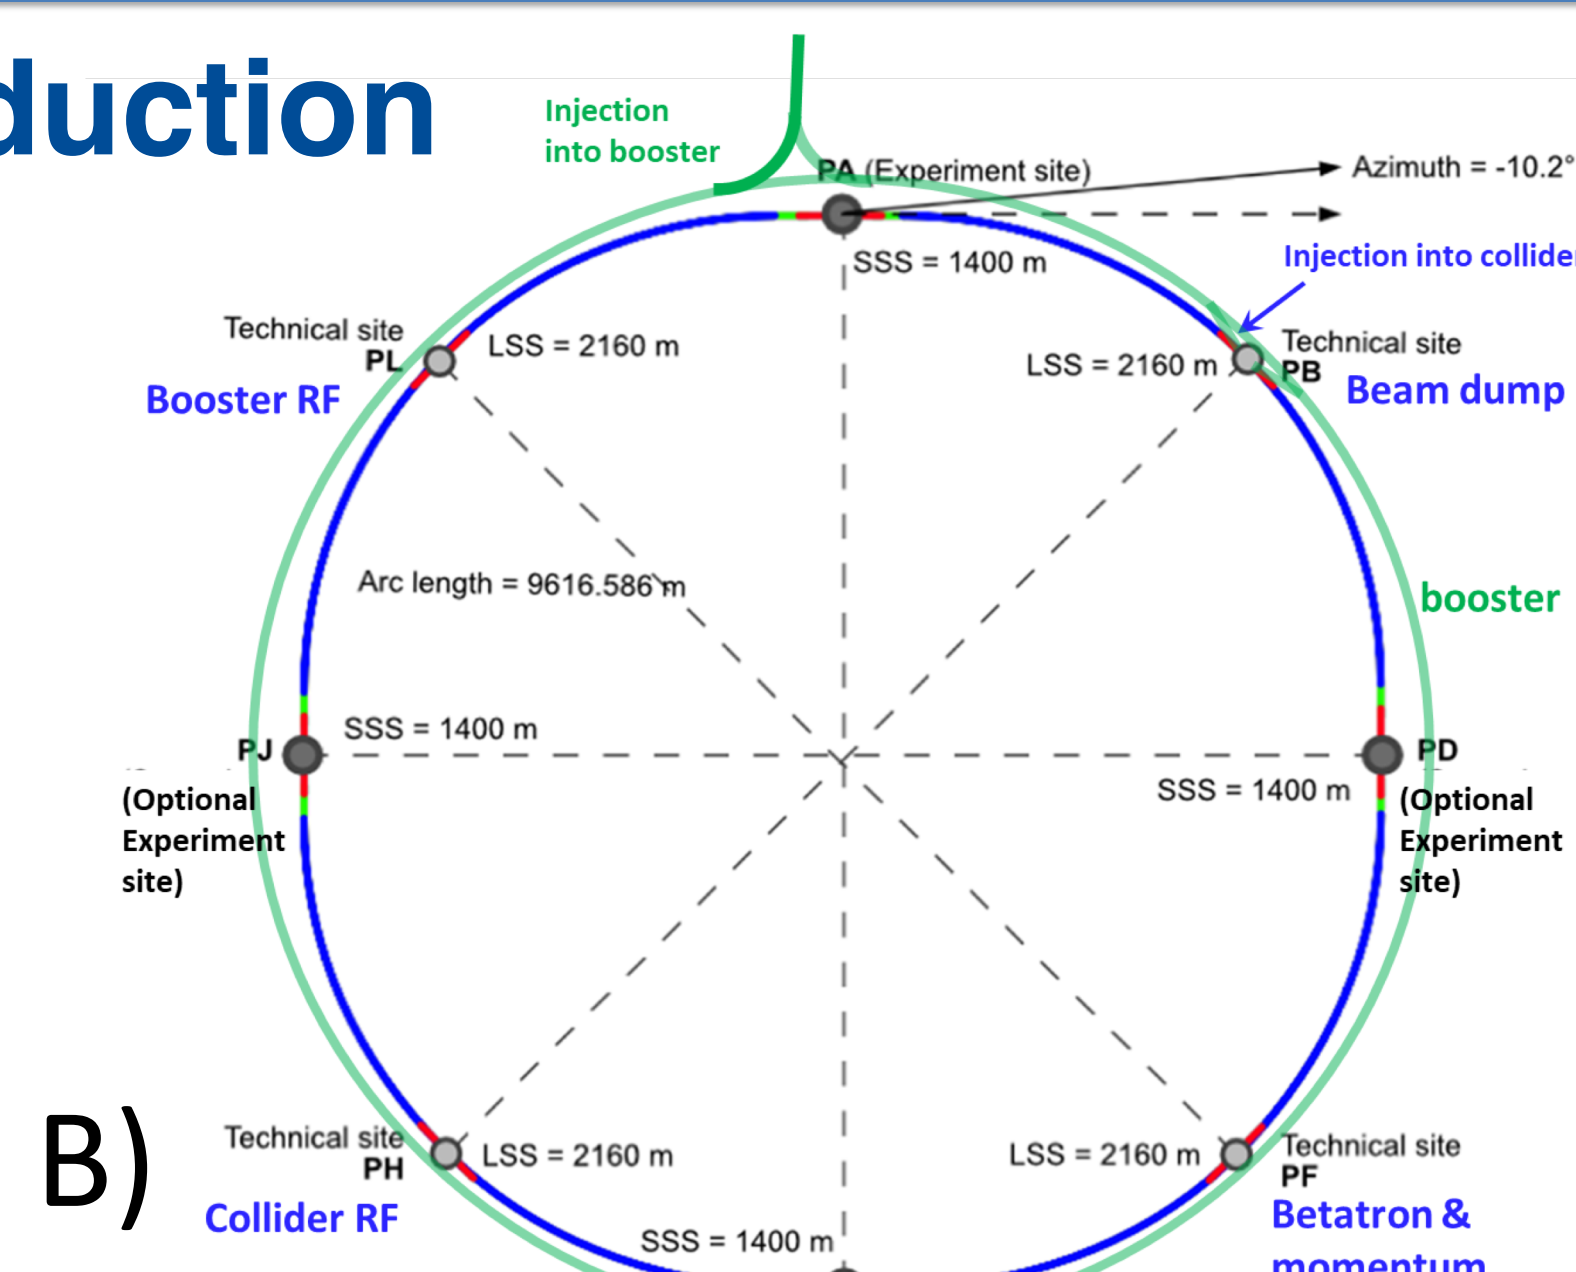 duction
Injection
into booster
PA (Experiment site)
Azimuth = -10.2°
SSS = 1400 m
Injection into collide
Technical site
PL
LSS = 2160 m
Booster RF
LSS = 2160 m
Technical site
PB
Beam dump
Arc length = 9616.586 m
booster
PJ
SSS = 1400 m
(Optional
Experiment
site)
PD
SSS = 1400 m
(Optional
Experiment
site)
B)
Technical site
PH
LSS = 2160 m
Collider RF
LSS = 2160 m
Technical site
PF
Betatron &
momentum
SSS = 1400 m